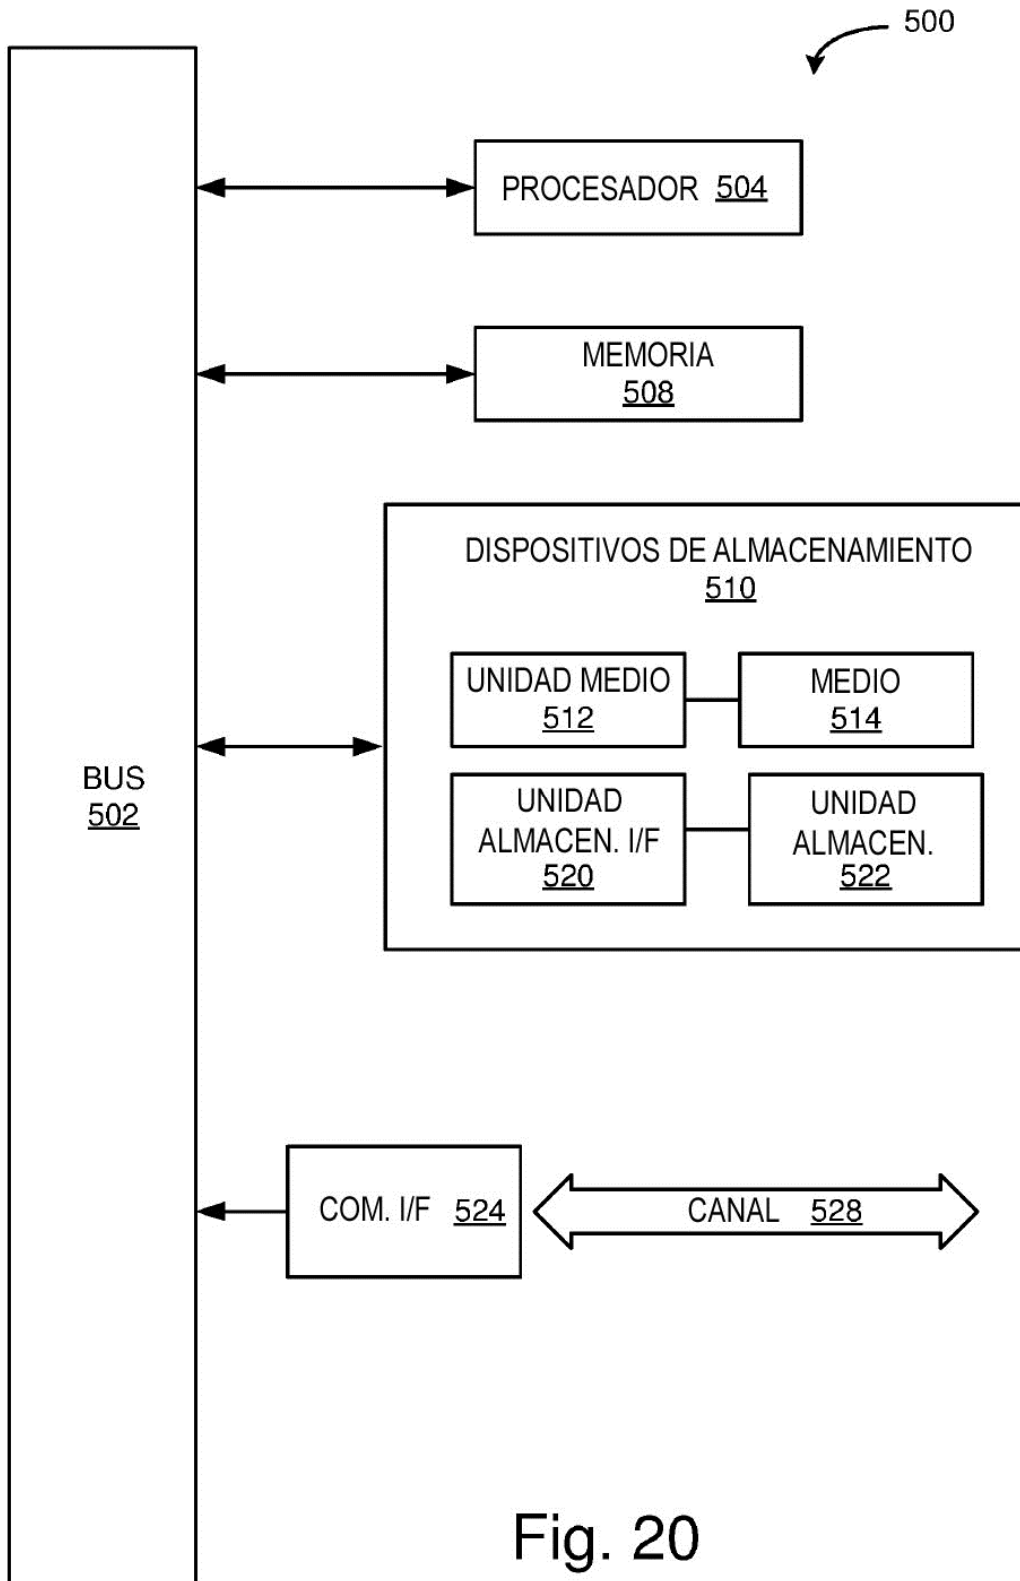 500
PROCESADOR 504
MEMORIA
508
DISPOSITIVOS DE ALMACENAMIENTO
510
UNIDAD MEDIO
512
MEDIO
514
BUS
502
UNIDAD
ALMACEN. I/F
520
UNIDAD
ALMACEN.
522
COM. I/F 524
CANAL 528
Fig. 20